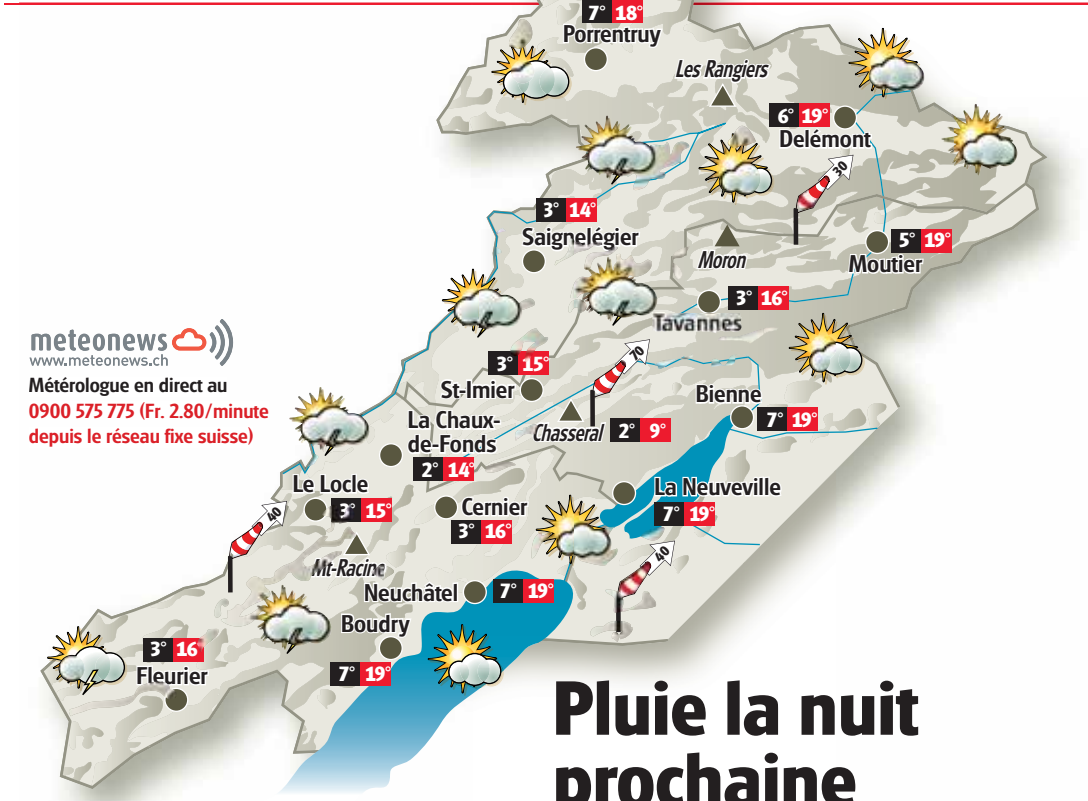 7° 18°
Porrentruy
Les Rangiers
6° 19°
Delémont
30
3° 14°
Saignelégier
Moron
5° 19°
Moutier
3° 16°
Tavannes
meteonews
www.meteonews.ch
Météorologue en direct au
0900 575 775 (Fr. 2.80/minute
depuis le réseau fixe suisse)
70
3° 15°
St-Imier
Bienne
7° 19°
Chasseral 2° 9°
La Chaux-
de-Fonds
2° 14°
Le Locle
3° 15°
Cernier
3° 16°
La Neuveville
7° 19°
40
Mt-Racine
40
Neuchâtel 7° 19°
Boudry
7° 19°
3° 16°
Fleurier
Pluie la nuit
prochaine